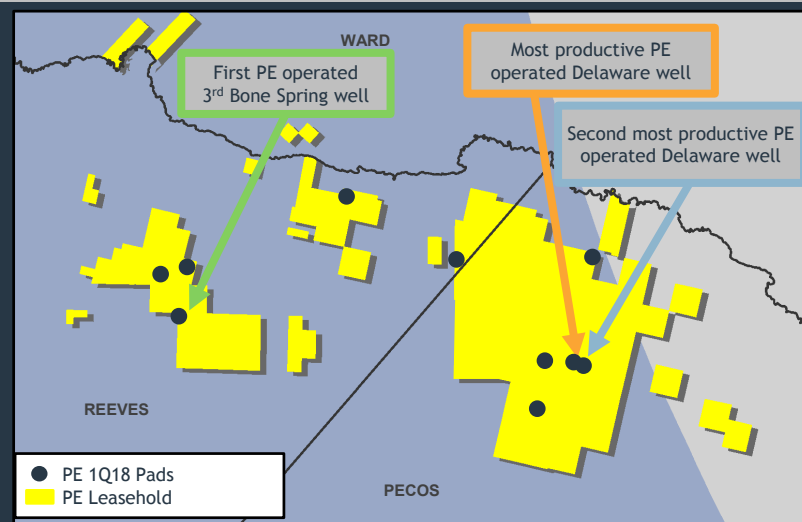 WARD
First PE operated
3rd Bone Spring well
Most productive PE
operated Delaware well
Second most productive PE
operated Delaware well
REEVES
PECOS
PE 1Q18 Pads
PE Leasehold